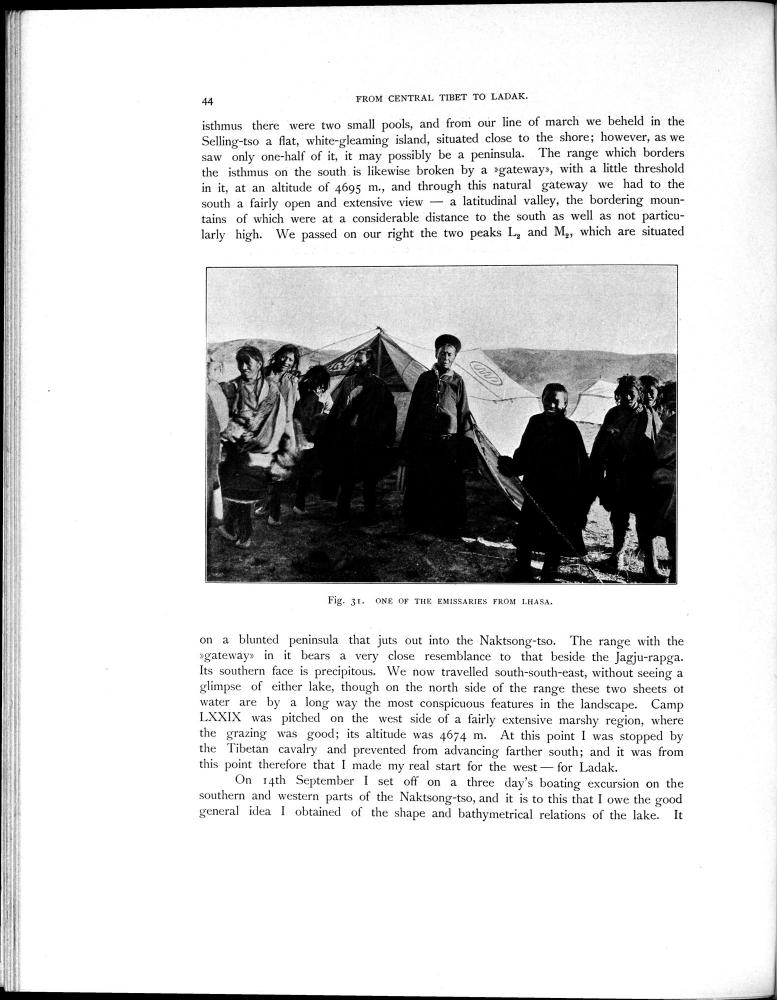 44
FROM CENTRAL TIBET TO LADAK.
isthmus there were two small pools, and from our line of march we beheld in the
Selling-tso a flat, white-gleaming island, situated close to the shore; however, as we
saw only one-half of it, it may possibly be a peninsula. The range which borders
the isthmus on the south is likewise broken by a »gateway», with a little threshold
in it, at an altitude of 4695 m., and through this natural gateway we had to the
south a fairly open and extensive view — a latitudinal valley, the bordering moun-
tains of which were at a considerable distance to the south as well as not particu-
larly high. We passed on our right the two peaks L₂ and M₂, which are situated
Fig. 31. ONE OF THE EMISSARIES FROM LHASA.
on a blunted peninsula that juts out into the Naktsong-tso. The range with the
»gateway» in it bears a very close resemblance to that beside the Jagju-rapga.
Its southern face is precipitous. We now travelled south-south-east, without seeing a
glimpse of either lake, though on the north side of the range these two sheets of
water are by a long way the most conspicuous features in the landscape. Camp
LXXIX was pitched on the west side of a fairly extensive marshy region, where
the grazing was good; its altitude was 4674 m. At this point I was stopped by
the Tibetan cavalry and prevented from advancing farther south; and it was from
this point therefore that I made my real start for the west — for Ladak.
On 14th September I set off on a three day's boating excursion on the
southern and western parts of the Naktsong-tso, and it is to this that I owe the good
general idea I obtained of the shape and bathymetrical relations of the lake. It